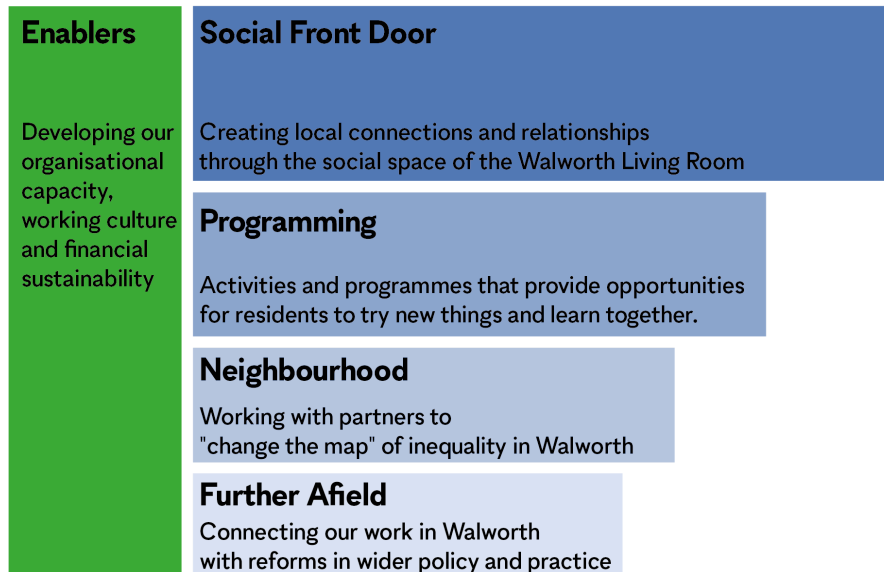 Enablers
Developing our
organisational
capacity,
working culture
and financial
sustainability
Social Front Door
Creating local connections and relationships
through the social space of the Walworth Living Room
Programming
Activities and programmes that provide opportunities
for residents to try new things and learn together.
Neighbourhood
Working with partners to
"change the map" of inequality in Walworth
Further Afield
Connecting our work in Walworth
with reforms in wider policy and practice